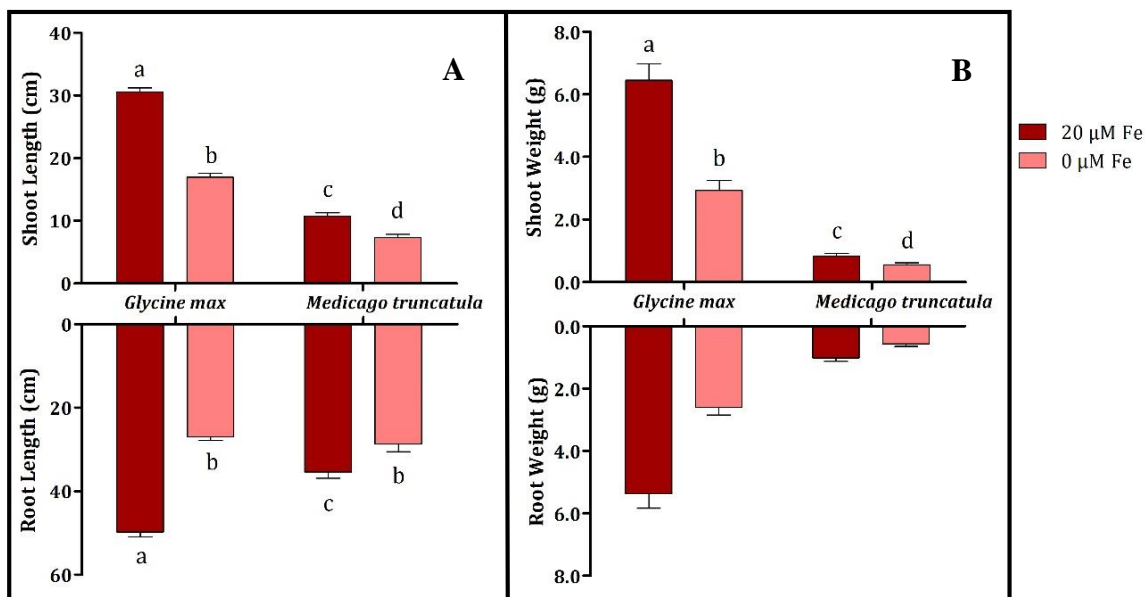 A
Shoot Length (cm)
40
30
20
10
0
a
b
c
d
Glycine max
Medicago truncatula
Root Length (cm)
0
20
40
60
a
b
c
b
B
Shoot Weight (g)
8.0
6.0
4.0
2.0
0.0
a
b
c
d
Glycine max
Medicago truncatula
Root Weight (g)
0.0
2.0
4.0
6.0
8.0
20 µM Fe
0 µM Fe